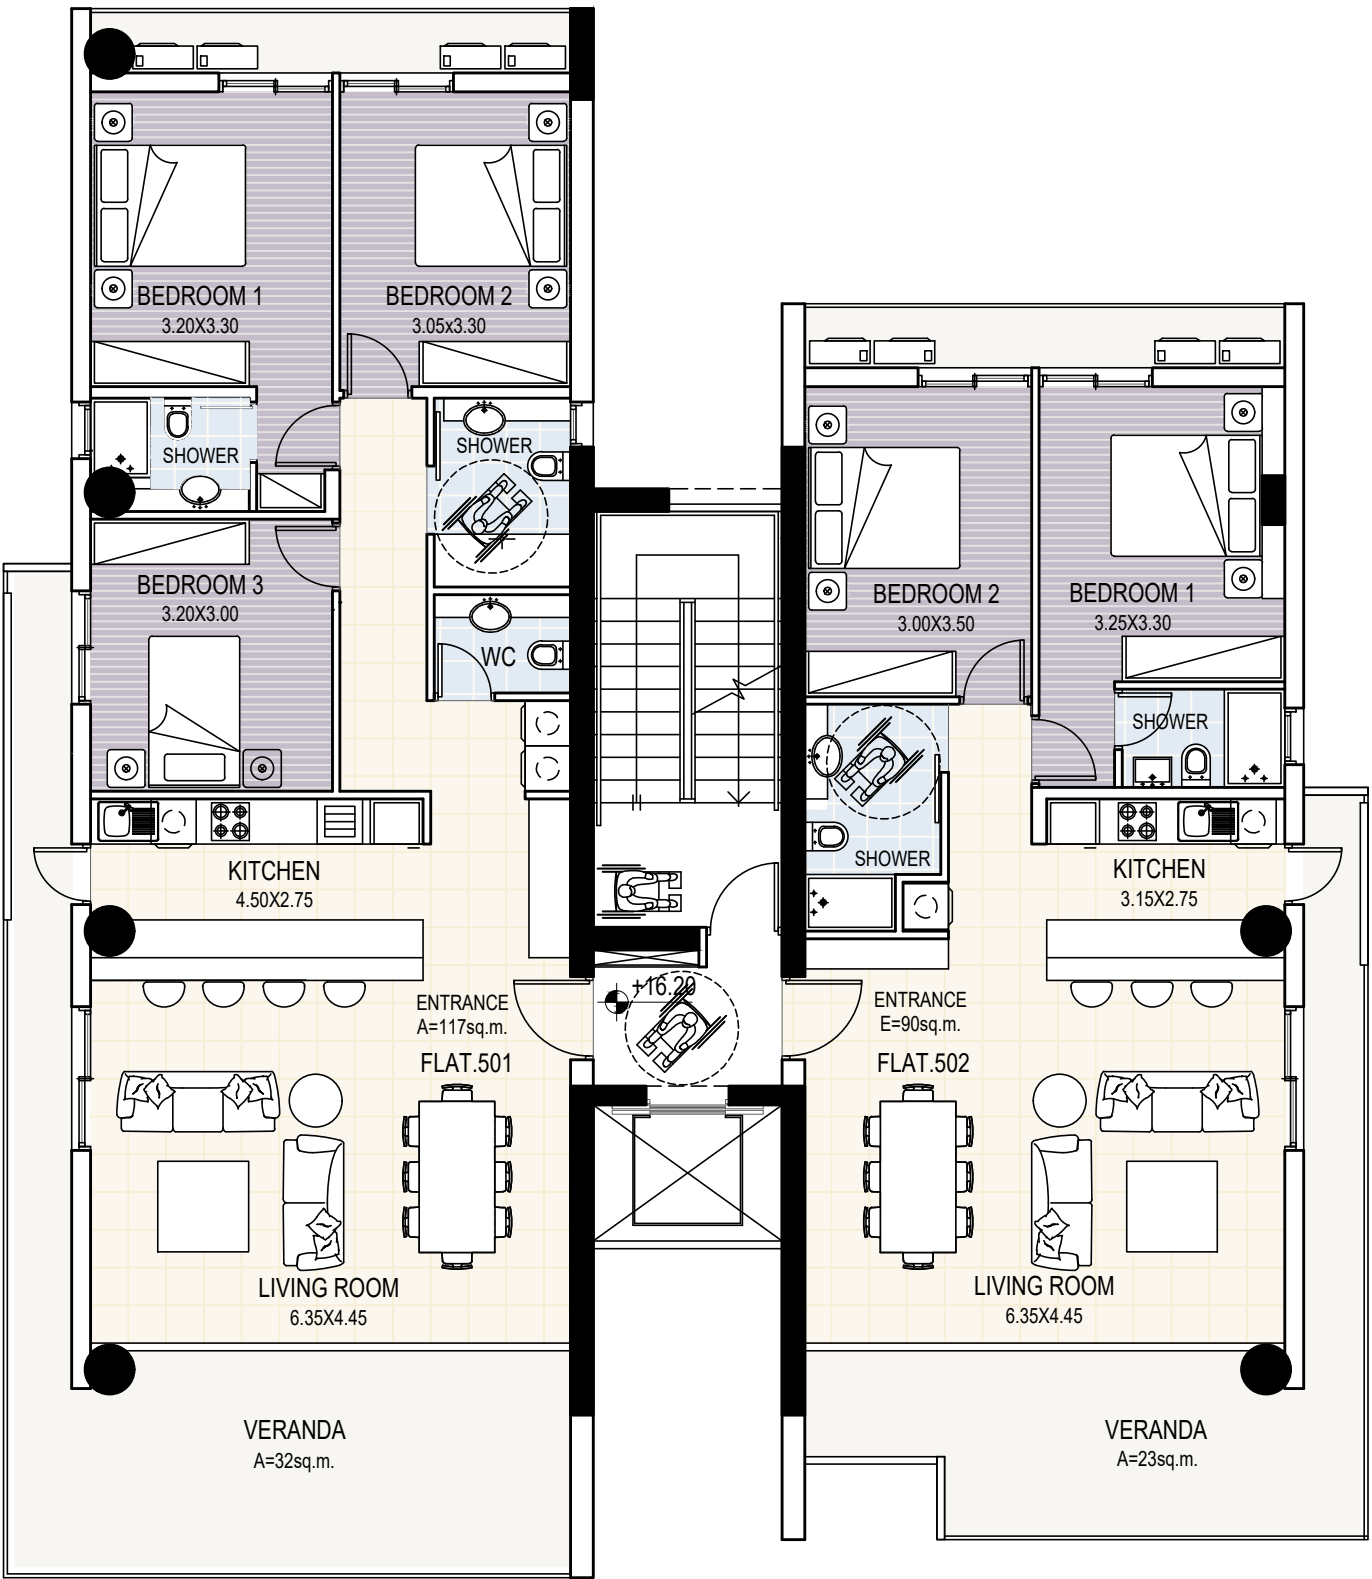 BEDROOM 1
3.20X3.30
BEDROOM 2
3.05x3.30
SHOWER
SHOWER
BEDROOM 3
3.20X3.00
WC
KITCHEN
4.50X2.75
ENTRANCE
A=117sq.m.
FLAT.501
LIVING ROOM
6.35X4.45
VERANDA
A=32sq.m.
+16.20
BEDROOM 2
3.00X3.50
BEDROOM 1
3.25X3.30
SHOWER
SHOWER
KITCHEN
3.15X2.75
ENTRANCE
E=90sq.m.
FLAT.502
LIVING ROOM
6.35X4.45
VERANDA
A=23sq.m.